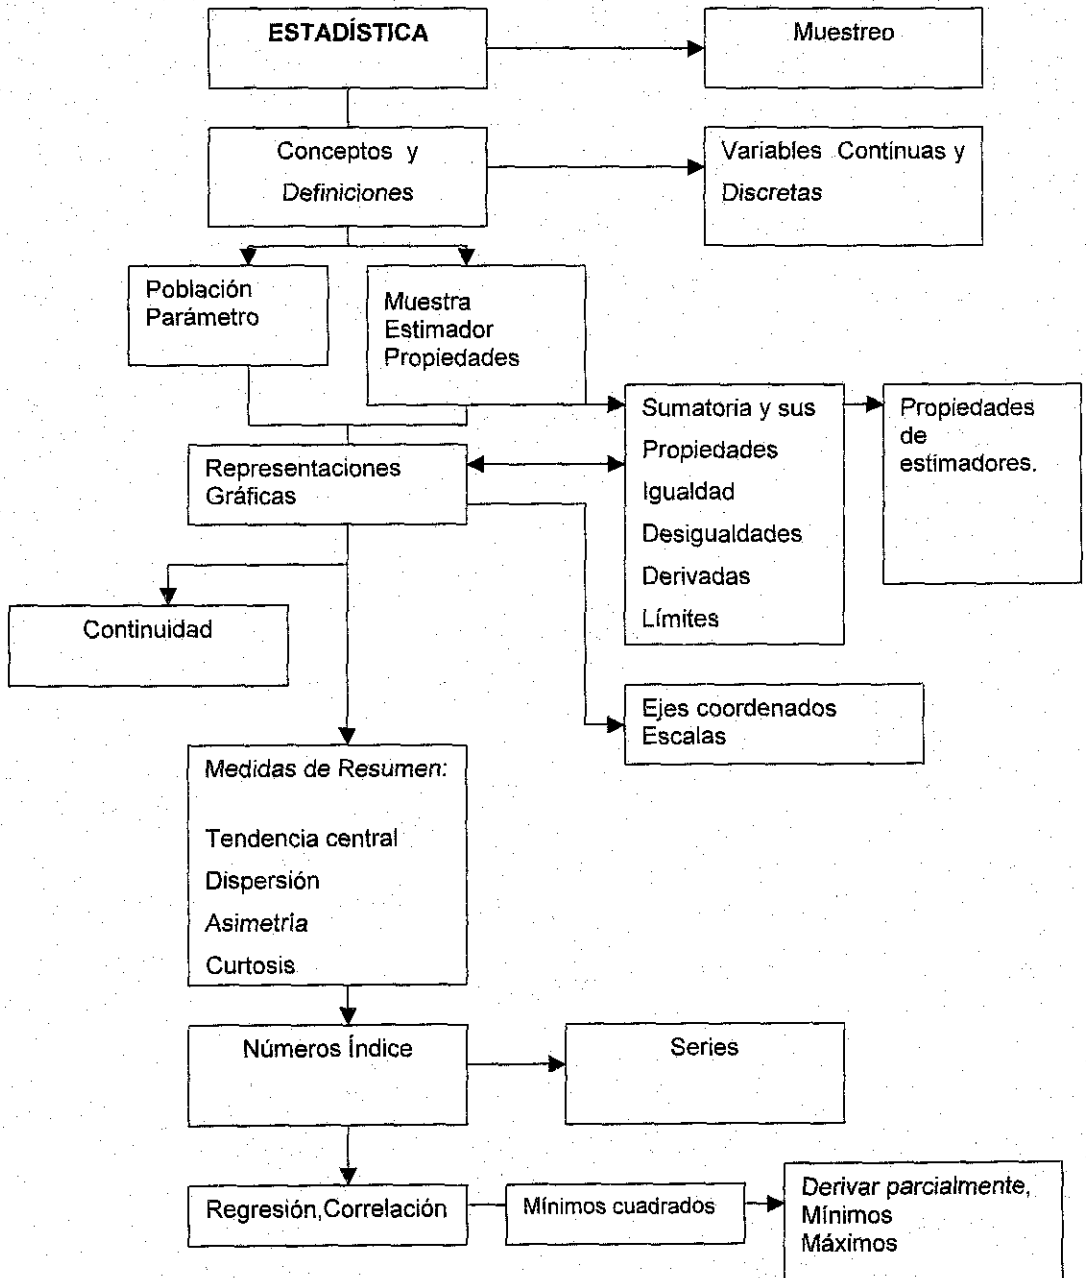 ESTADÍSTICA
Muestreo
Conceptos y
Definiciones
Variables Continuas y
Discretas
Población
Parámetro
Muestra
Estimador
Propiedades
Sumatoria y sus
Propiedades
Igualdad
Desigualdades
Derivadas
Límites
Propiedades
de
estimadores.
Representaciones
Gráficas
Continuidad
Ejes coordenados
Escalas
Medidas de Resumen:
Tendencia central
Dispersión
Asimetría
Curtosis
Números Índice
Series
Regresión,Correlación
Mínimos cuadrados
Derivar parcialmente,
Mínimos
Máximos